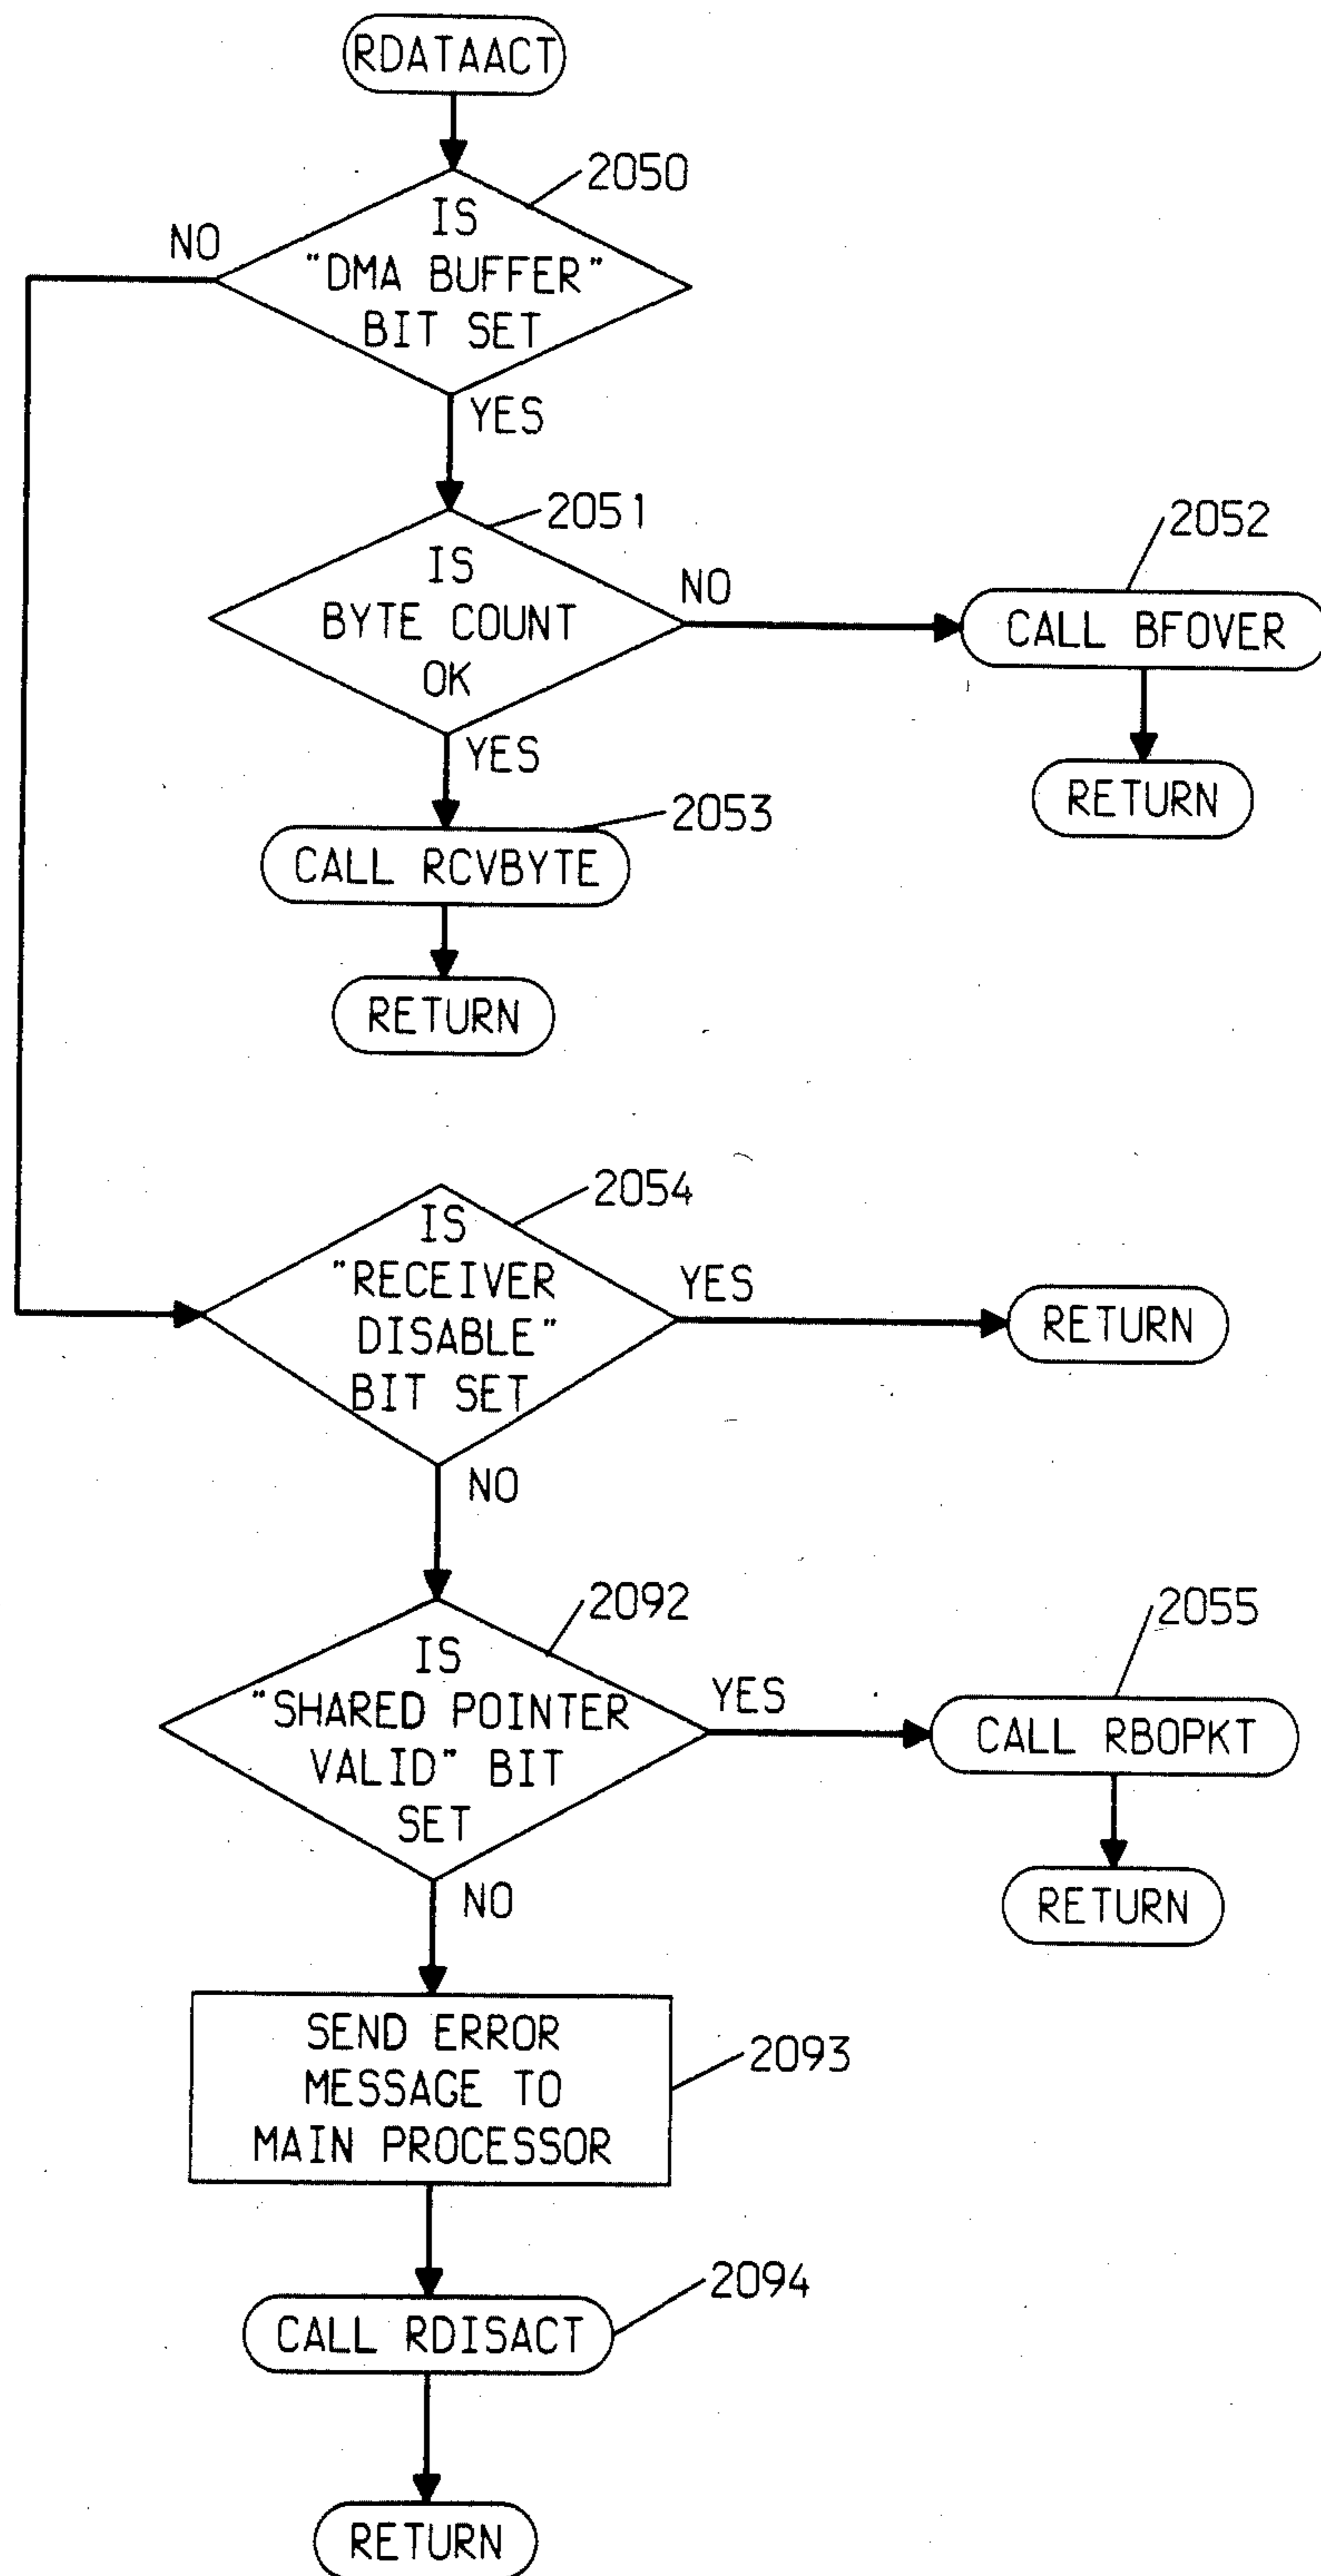 RDATAACT
2050
NO
IS
"DMA BUFFER"
BIT SET
YES
2051
IS
BYTE COUNT
OK
NO
2052
CALL BFOVER
YES
RETURN
2053
CALL RCVBYTE
RETURN
2054
IS
"RECEIVER
DISABLE"
BIT SET
YES
RETURN
NO
2092
IS
"SHARED POINTER
VALID" BIT
SET
YES
2055
CALL RBOPKT
NO
RETURN
SEND ERROR
MESSAGE TO
MAIN PROCESSOR
2093
2094
CALL RDISACT
RETURN